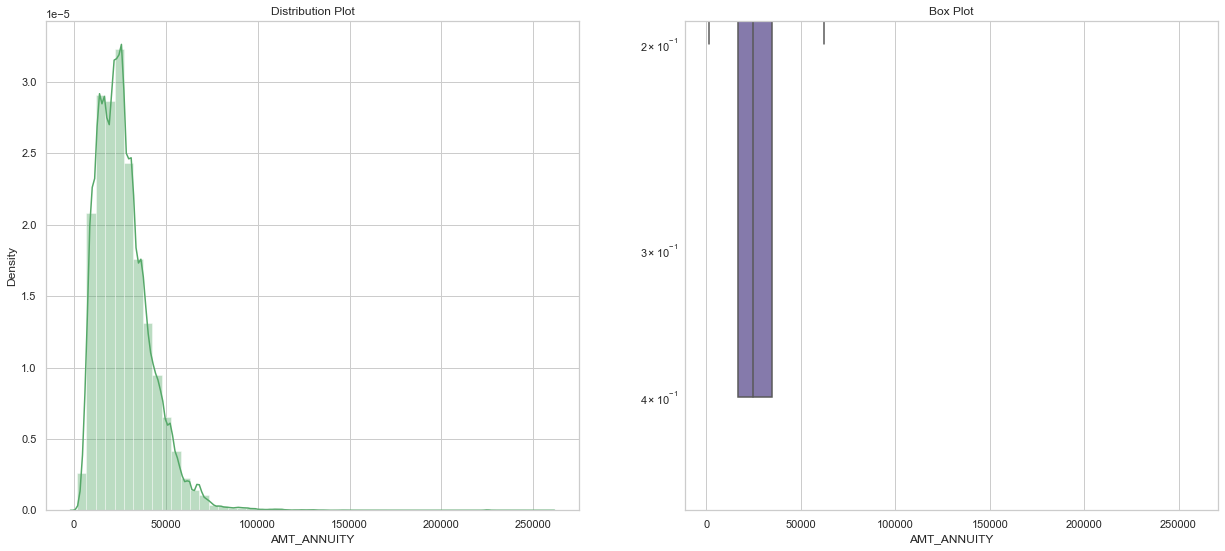 Distribution Plot
1e−5
3.0
2.5
2.0
1.5
1.0
0.5
0.0
Density
0 50000 100000 150000 200000 250000
AMT_ANNUITY
Box Plot
2 × 10⁻¹
3 × 10⁻¹
4 × 10⁻¹
0 50000 100000 150000 200000 250000
AMT_ANNUITY